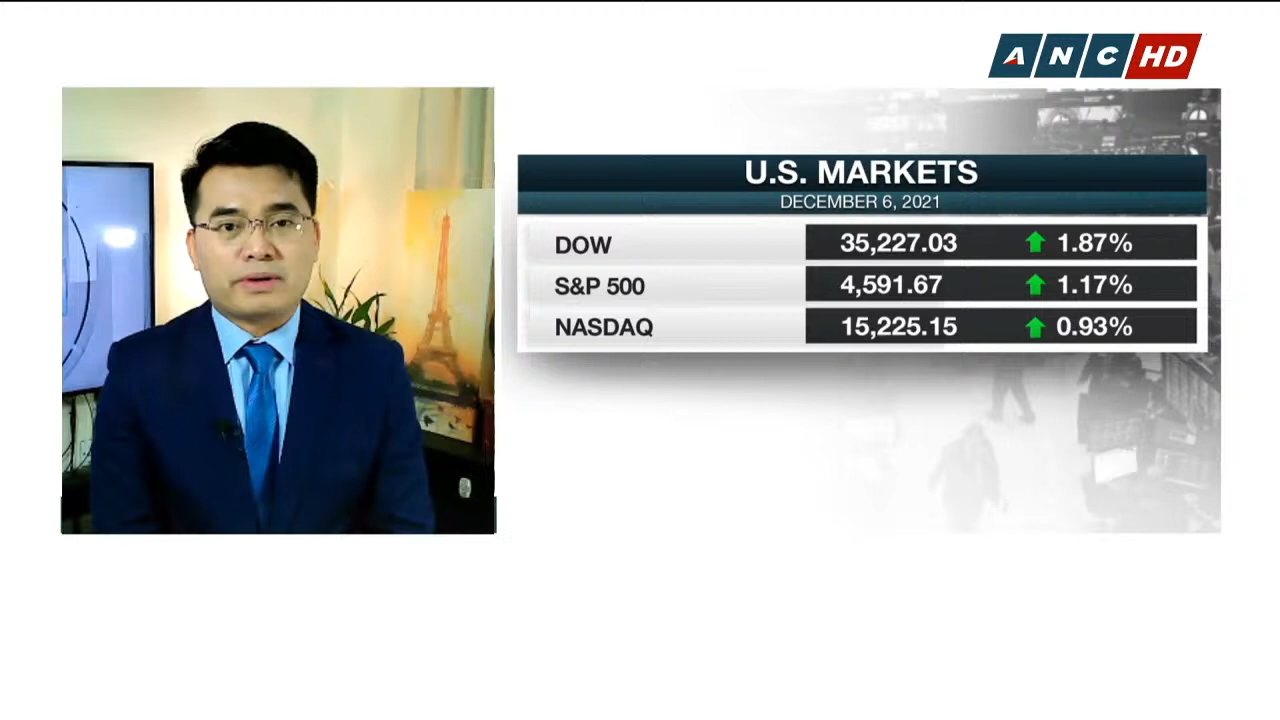 ANC HD
U.S. MARKETS
DECEMBER 6, 2021
DOW 35,227.03 1.87%
S&P 500 4,591.67 1.17%
NASDAQ 15,225.15 0.93%